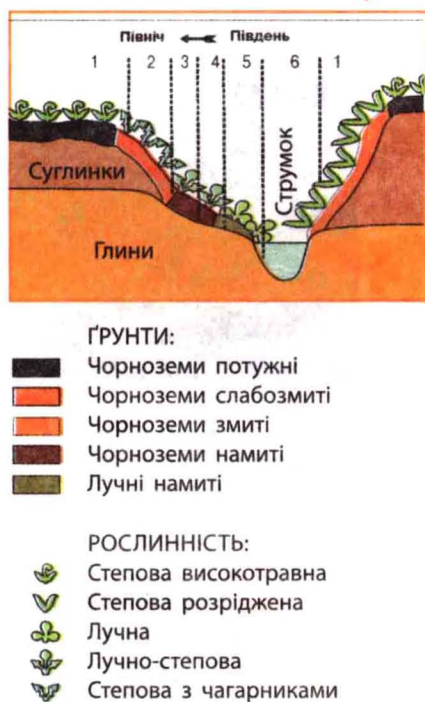 Північ Південь
1 2 3 4 5 6 1
Струмок
Суглинки
Глини
ҐРУНТИ:
Чорноземи потужні
Чорноземи слабозмиті
Чорноземи змиті
Чорноземи намиті
Лучні намиті
РОСЛИННІСТЬ:
Степова високотравна
Степова розріджена
Лучна
Лучно-степова
Степова з чагарниками